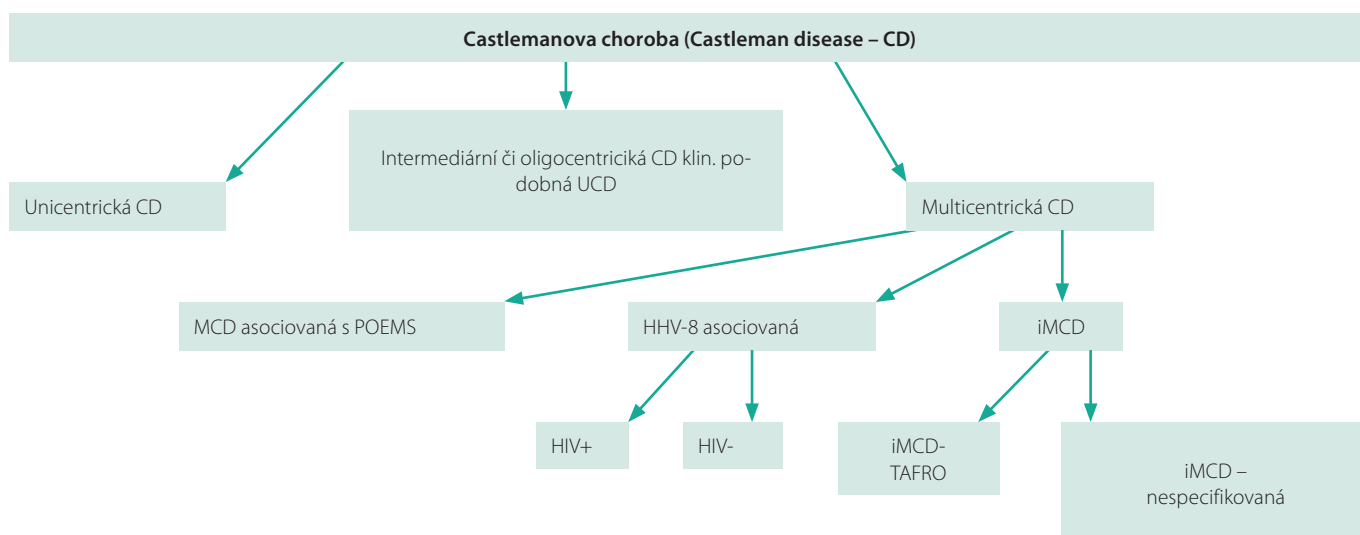 Castlemanova choroba (Castleman disease – CD)
Intermediární či oligocentriciká CD klin. po-
dobná UCD
Unicentrická CD
Multicentrická CD
MCD asociovaná s POEMS
HHV-8 asociovaná
iMCD
HIV+
HIV-
iMCD-
TAFRO
iMCD –
nespecifikovaná